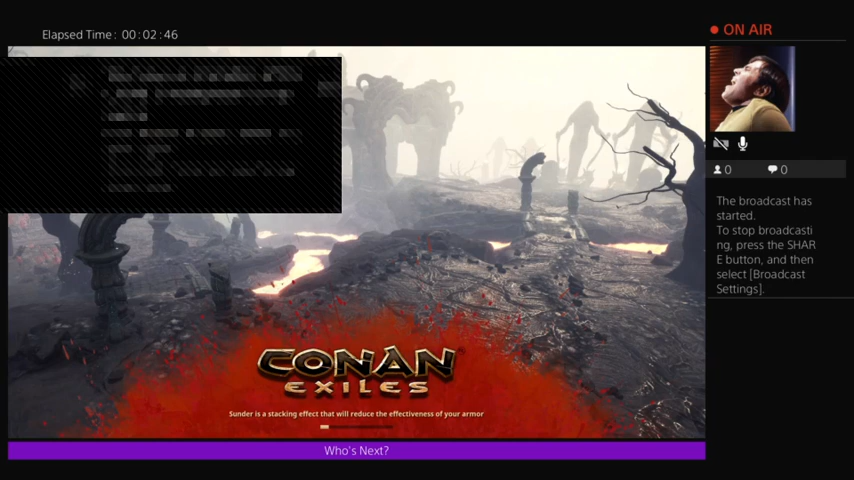 Elapsed Time: 00:02:46
ON AIR
0 0
The broadcast has
started.
To stop broadcasti
ng, press the SHAR
E button, and then
select [Broadcast
Settings].
CONAN
EXILES
Sunder is a stacking effect that will reduce the effectiveness of your armor
Who's Next?